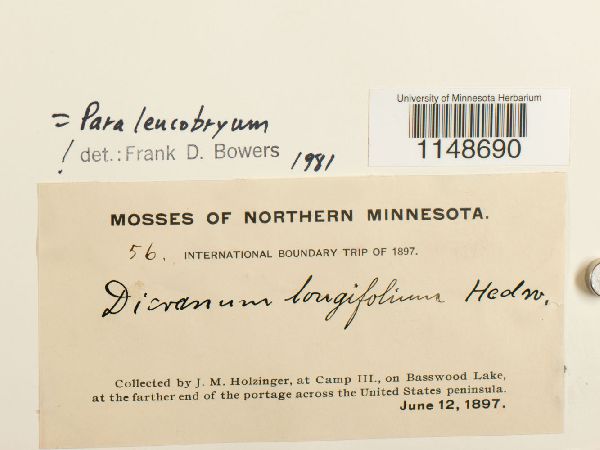 = Paraleucobryum
! det.: Frank D. Bowers 1981
University of Minnesota Herbarium
1148690
MOSSES OF NORTHERN MINNESOTA.
56. INTERNATIONAL BOUNDARY TRIP OF 1897.
Dicranum longifolium Hedw.
Collected by J. M. Holzinger, at Camp III., on Basswood Lake,
at the farther end of the portage across the United States peninsula.
June 12, 1897.